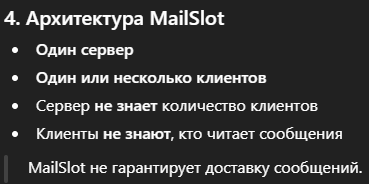 4. Архитектура MailSlot
• Один сервер
• Один или несколько клиентов
• Сервер не знает количество клиентов
• Клиенты не знают, кто читает сообщения
MailSlot не гарантирует доставку сообщений.